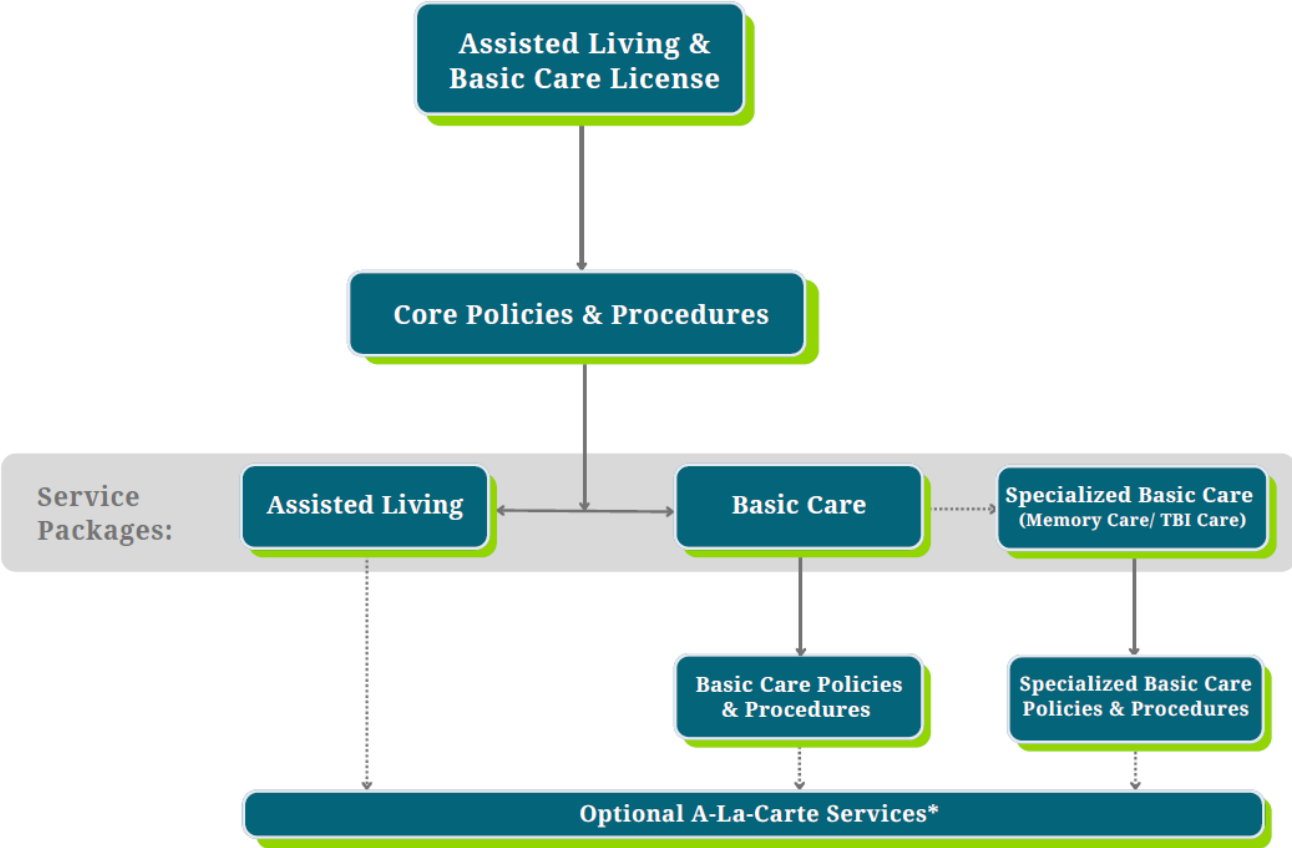 Assisted Living &
Basic Care License
Core Policies & Procedures
Service
Packages:
Assisted Living
Basic Care
Specialized Basic Care
(Memory Care/ TBI Care)
Basic Care Policies
& Procedures
Specialized Basic Care
Policies & Procedures
Optional A-La-Carte Services*